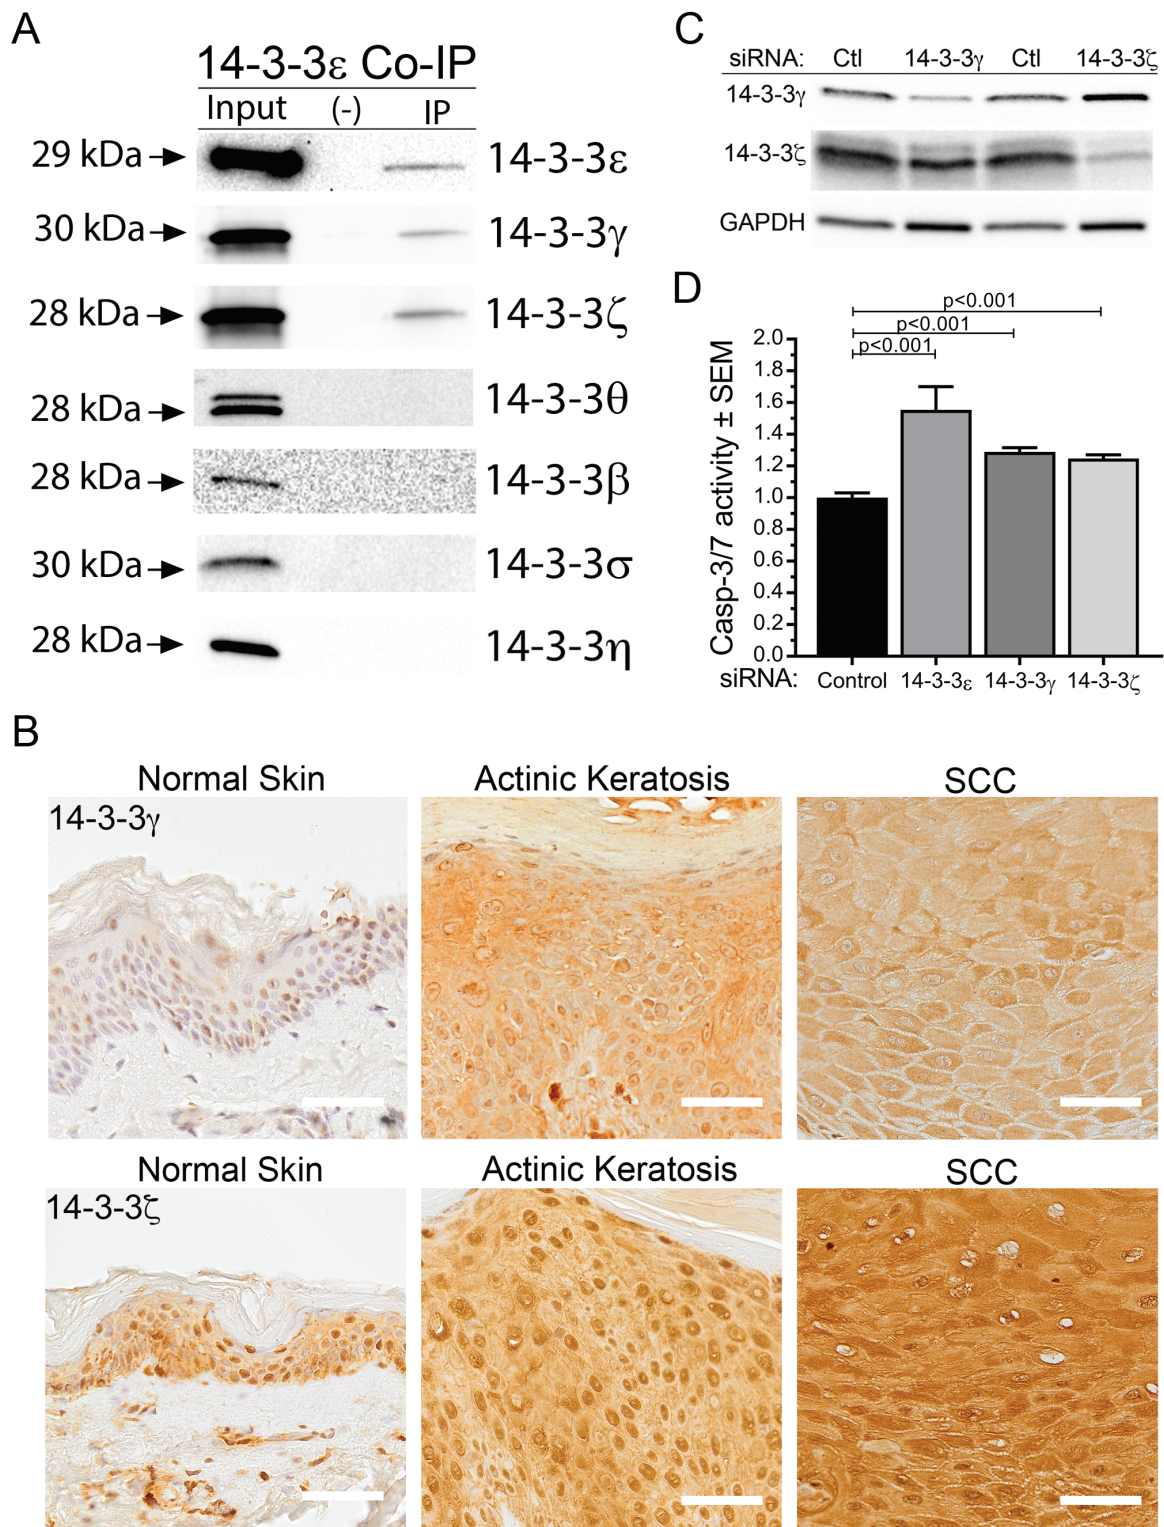 A
14-3-3ε Co-IP
Input (-) IP
29 kDa 14-3-3ε
30 kDa 14-3-3γ
28 kDa 14-3-3ζ
28 kDa 14-3-3θ
28 kDa 14-3-3β
30 kDa 14-3-3σ
28 kDa 14-3-3η
C
siRNA: Ctl 14-3-3γ Ctl 14-3-3ζ
14-3-3γ
14-3-3ζ
GAPDH
D
p<0.001
p<0.001
p<0.001
Casp-3/7 activity ± SEM
2.0
1.8
1.6
1.4
1.2
1.0
0.8
0.6
0.4
0.2
0.0
siRNA: Control 14-3-3ε 14-3-3γ 14-3-3ζ
B
Normal Skin Actinic Keratosis SCC
14-3-3γ
Normal Skin Actinic Keratosis SCC
14-3-3ζ